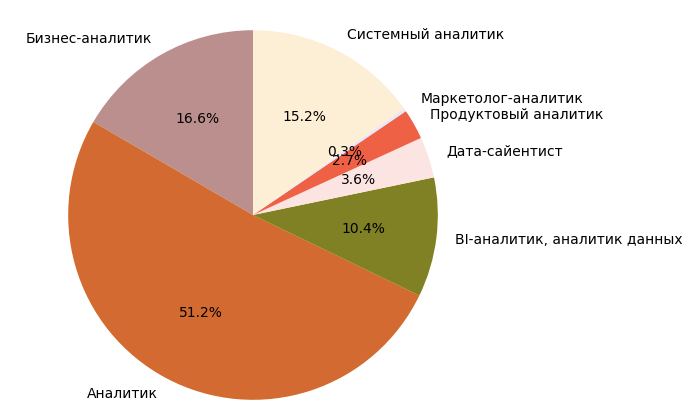 Системный аналитик
Бизнес-аналитик
Маркетолог-аналитик
Продуктовый аналитик
16.6%
15.2%
0.3%
2.7%
Дата-сайентист
3.6%
10.4%
BI-аналитик, аналитик данных
51.2%
Аналитик